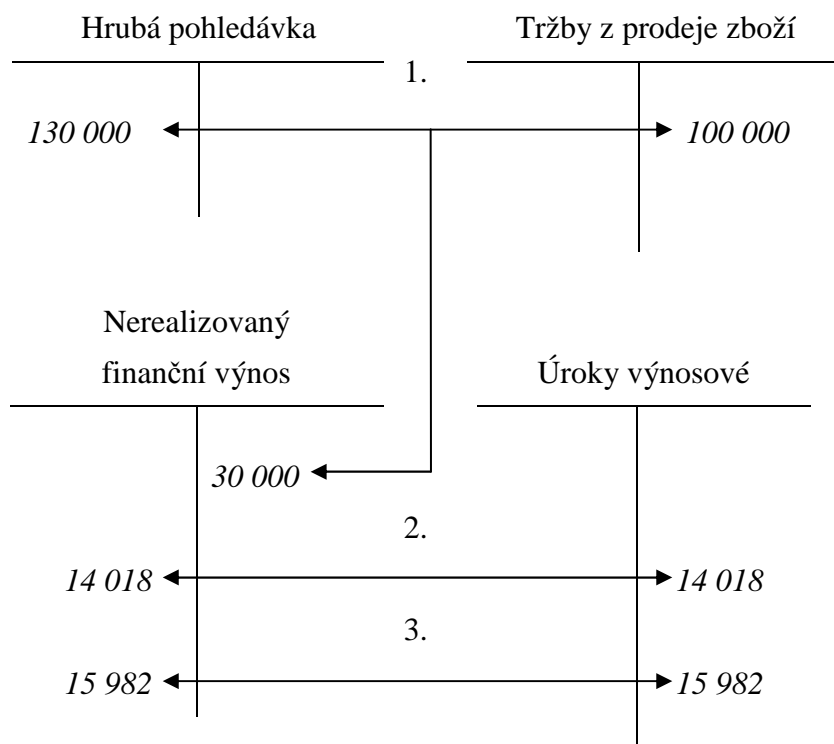 Hrubá pohledávka
Tržby z prodeje zboží
1.
130 000
100 000
Nerealizovaný
finanční výnos
Úroky výnosové
30 000
2.
14 018
14 018
3.
15 982
15 982